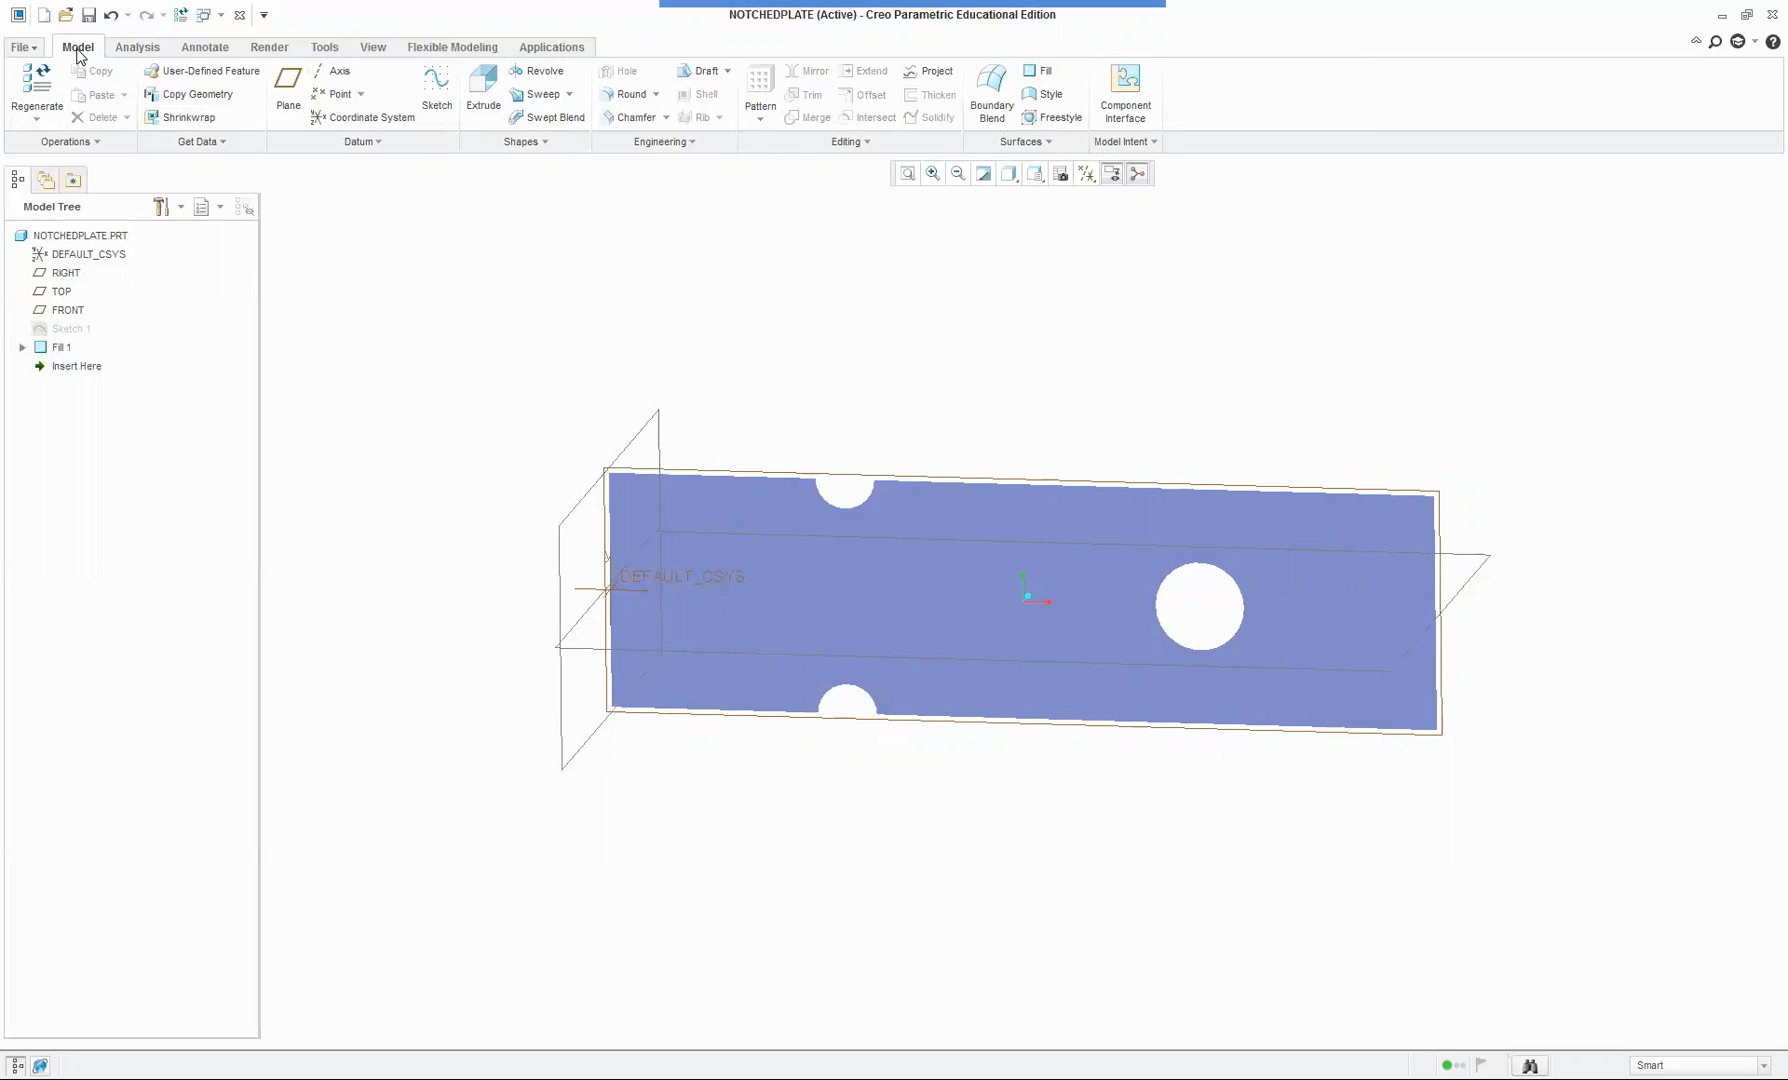 NOTCHEDPLATE (Active) - Creo Parametric Educational Edition
File Model Analysis Annotate Render Tools View Flexible Modeling Applications
Regenerate
Copy
Paste
Delete
Operations
User-Defined Feature
Copy Geometry
Shrinkwrap
Get Data
Plane
Axis
Point
Coordinate System
Sketch
Datum
Extrude
Revolve
Sweep
Swept Blend
Shapes
Hole
Round
Chamfer
Draft
Shell
Rib
Engineering
Pattern
Mirror
Trim
Merge
Extend
Offset
Intersect
Project
Thicken
Solidify
Editing
Boundary
Blend
Fill
Style
Freestyle
Surfaces
Component
Interface
Model Intent
Model Tree
NOTCHEDPLATE.PRT
DEFAULT_CSYS
RIGHT
TOP
FRONT
Sketch 1
Fill 1
Insert Here
DEFAULT_CSYS
Smart